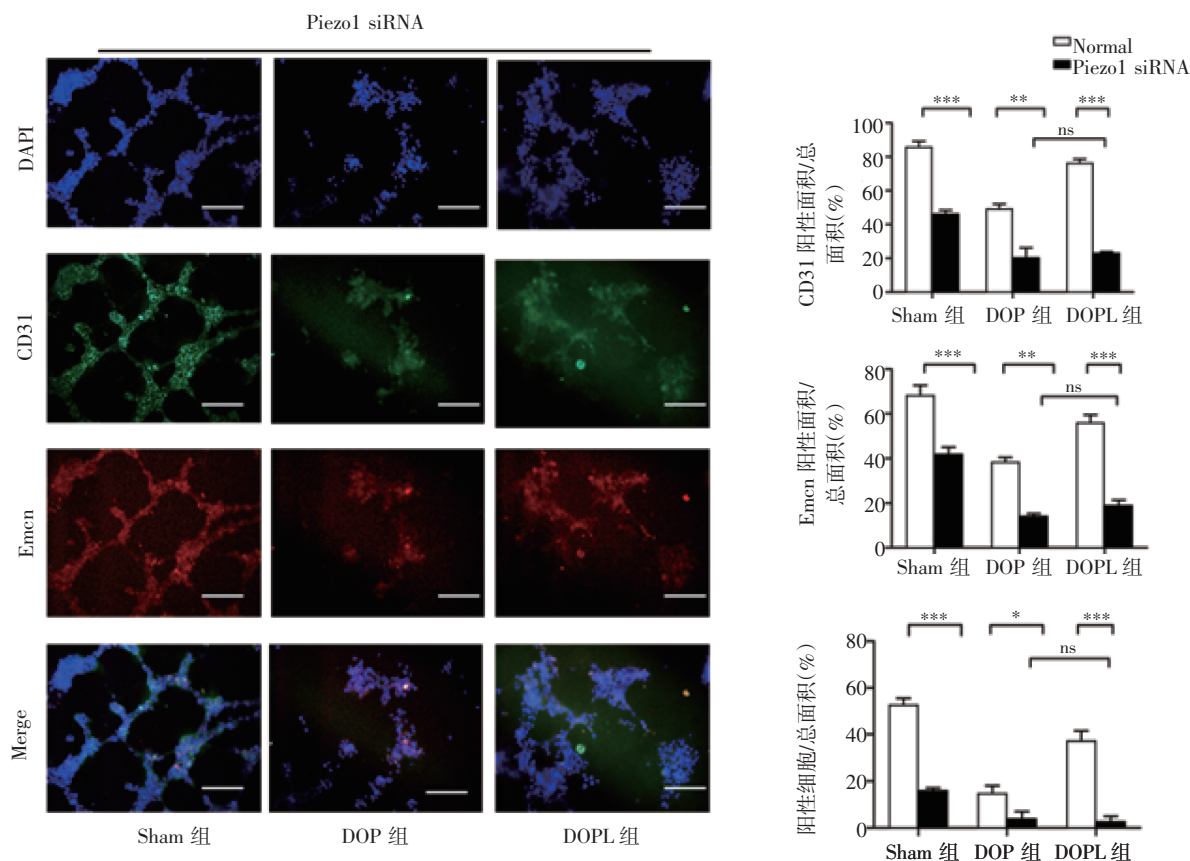 Piezo1 siRNA
DAPI
CD31
Emcn
Merge
Sham 组
DOP 组
DOPL 组
Normal
Piezo1 siRNA
CD31 阳性面积/总
面积(%)
100
80
60
40
20
0
***
**
***
ns
Sham 组
DOP 组
DOPL 组
Emcn 阳性面积/
总面积(%)
80
60
40
20
0
***
**
***
ns
Sham 组
DOP 组
DOPL 组
阳性细胞/总面积(%)
80
60
40
20
0
***
*
***
ns
Sham 组
DOP 组
DOPL 组